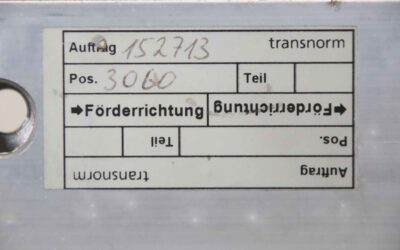 Auftrag 152713 transnorm
Pos. 3060 Teil
➡Förderrichtung ➡Förderrichtung
Teil Pos.
transnorm Auftrag